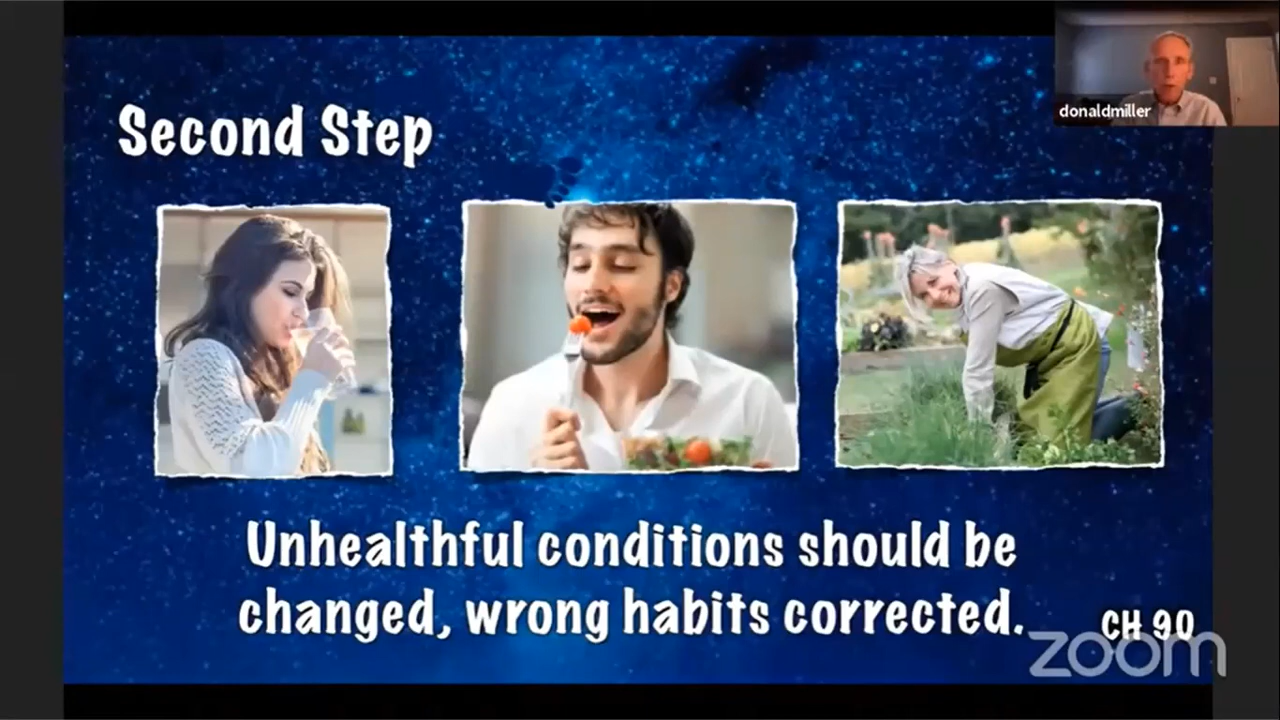 donaldmiller
Second Step
Unhealthful conditions should be
changed, wrong habits corrected.
CH 90
zoom